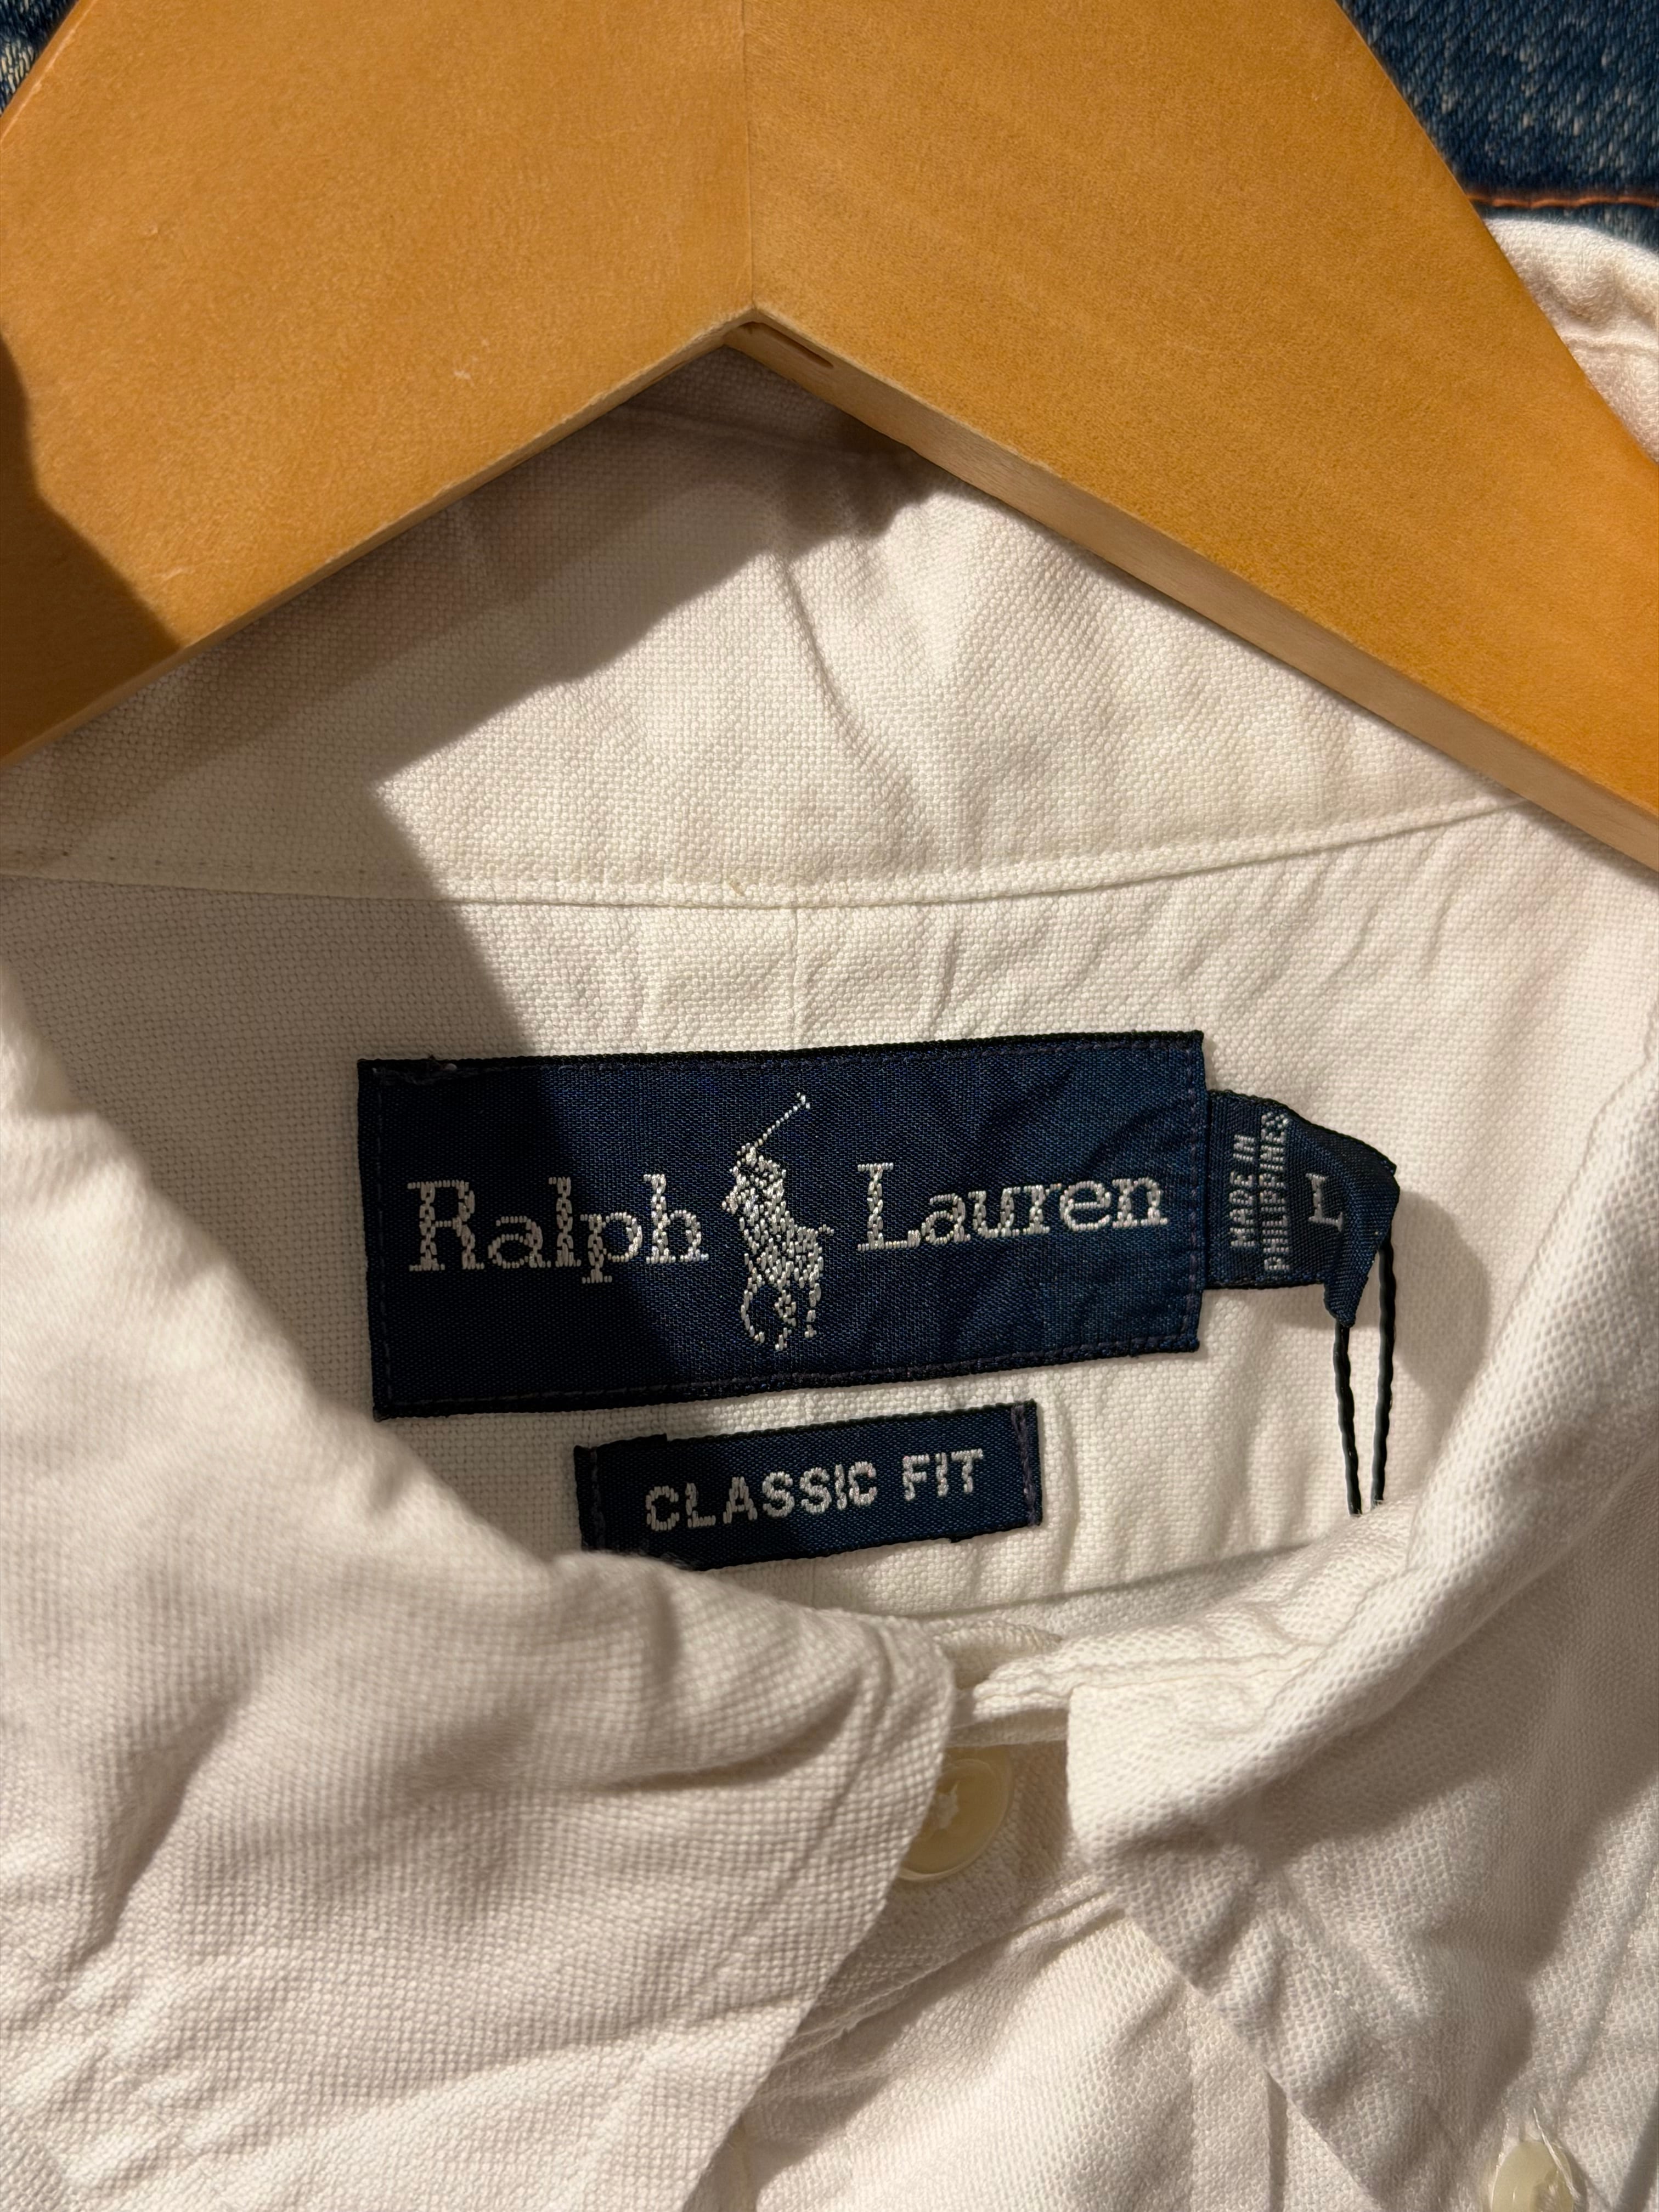 Ralph Lauren
MADE IN
PHILIPPINES
L
CLASSIC FIT